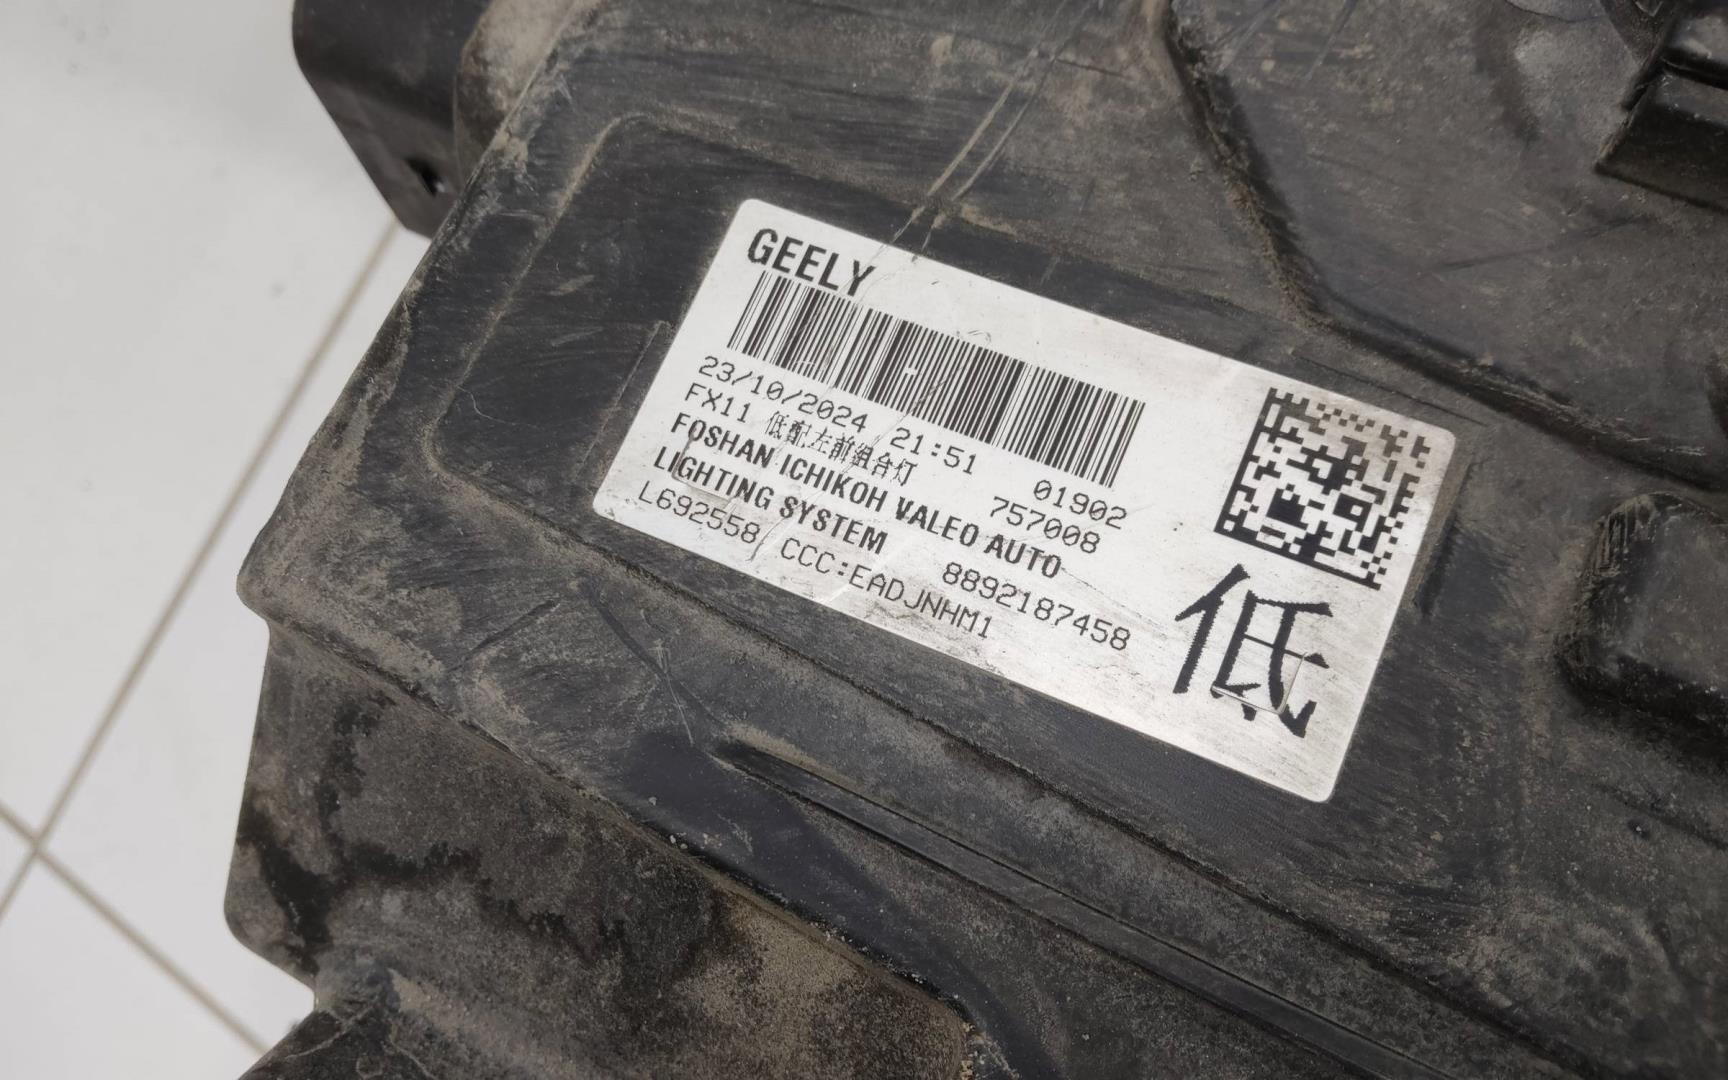 GEELY
23/10/2024 21:51 01902
FX11 低配左前组合灯 757008
FOSHAN ICHIKOH VALEO AUTO
LIGHTING SYSTEM 8892187458
L692558 CCC:EADJNHM1
低